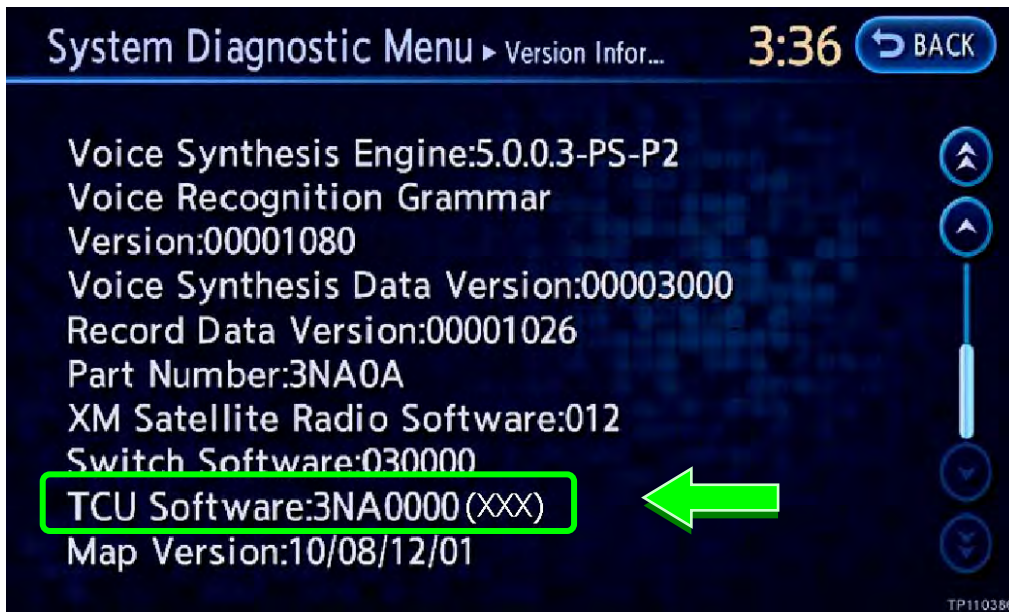 System Diagnostic Menu ▸ Version Infor... 3:36 BACK
Voice Synthesis Engine:5.0.0.3-PS-P2
Voice Recognition Grammar
Version:00001080
Voice Synthesis Data Version:00003000
Record Data Version:00001026
Part Number:3NA0A
XM Satellite Radio Software:012
Switch Software:030000
TCU Software:3NA0000 (XXX)
Map Version:10/08/12/01